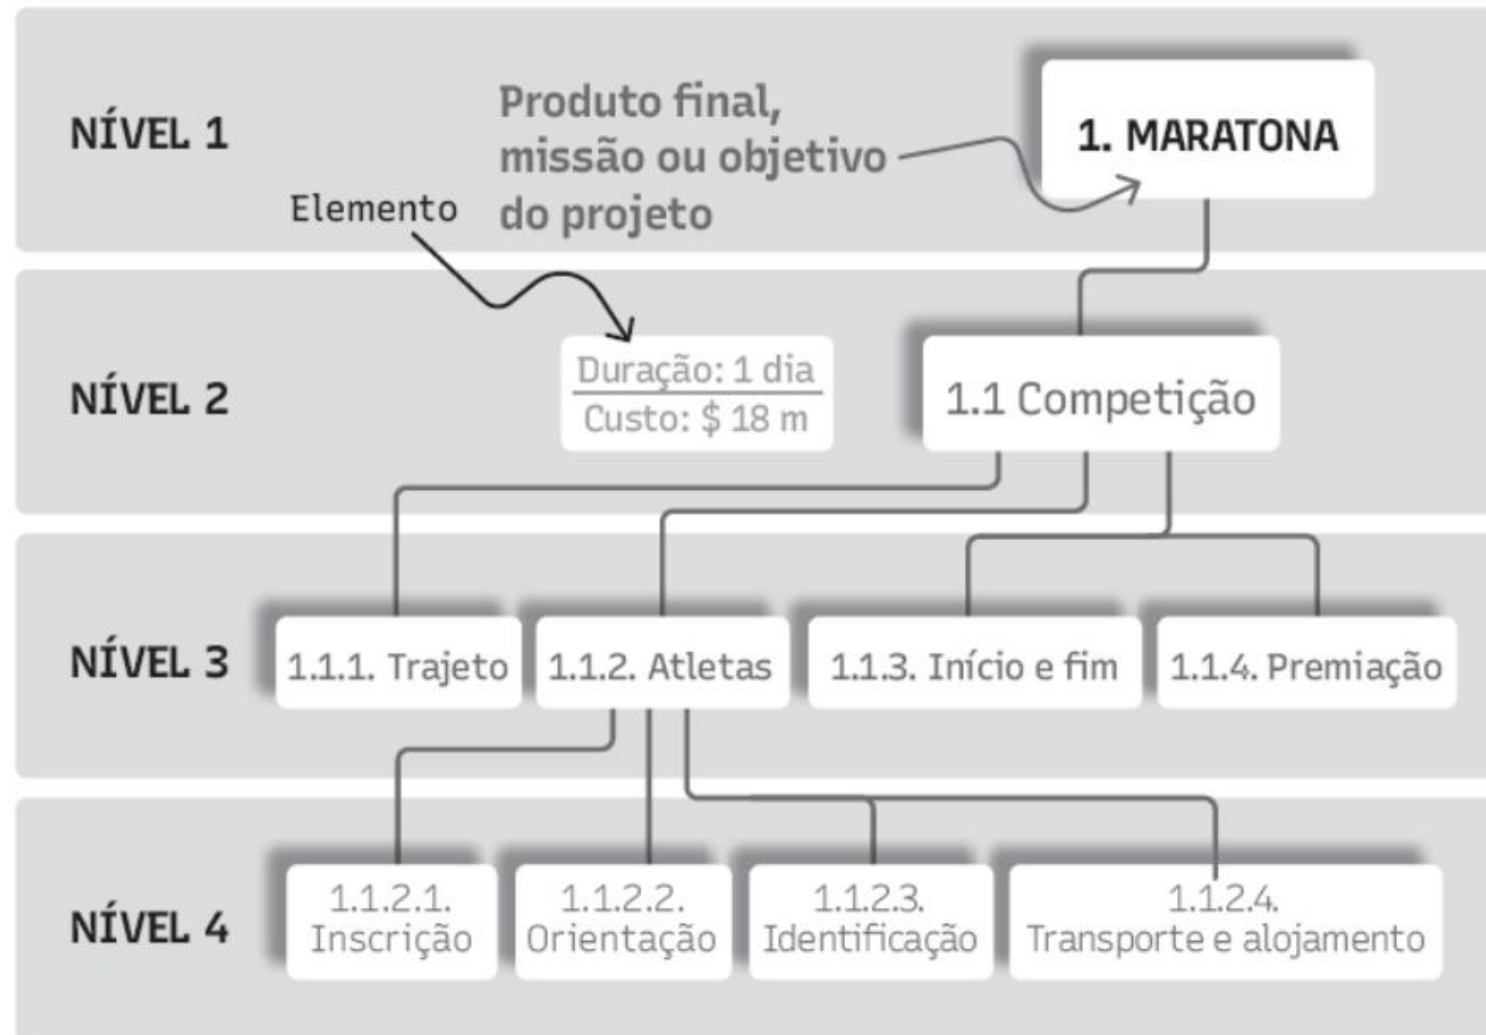 NÍVEL 1
Produto final,
missão ou objetivo
do projeto
1. MARATONA
Elemento
NÍVEL 2
Duração: 1 dia
Custo: $ 18 m
1.1 Competição
NÍVEL 3
1.1.1. Trajeto
1.1.2. Atletas
1.1.3. Início e fim
1.1.4. Premiação
NÍVEL 4
1.1.2.1.
Inscrição
1.1.2.2.
Orientação
1.1.2.3.
Identificação
1.1.2.4.
Transporte e alojamento